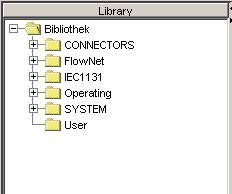 Library
Bibliothek
CONNECTORS
FlowNet
IEC1131
Operating
SYSTEM
User